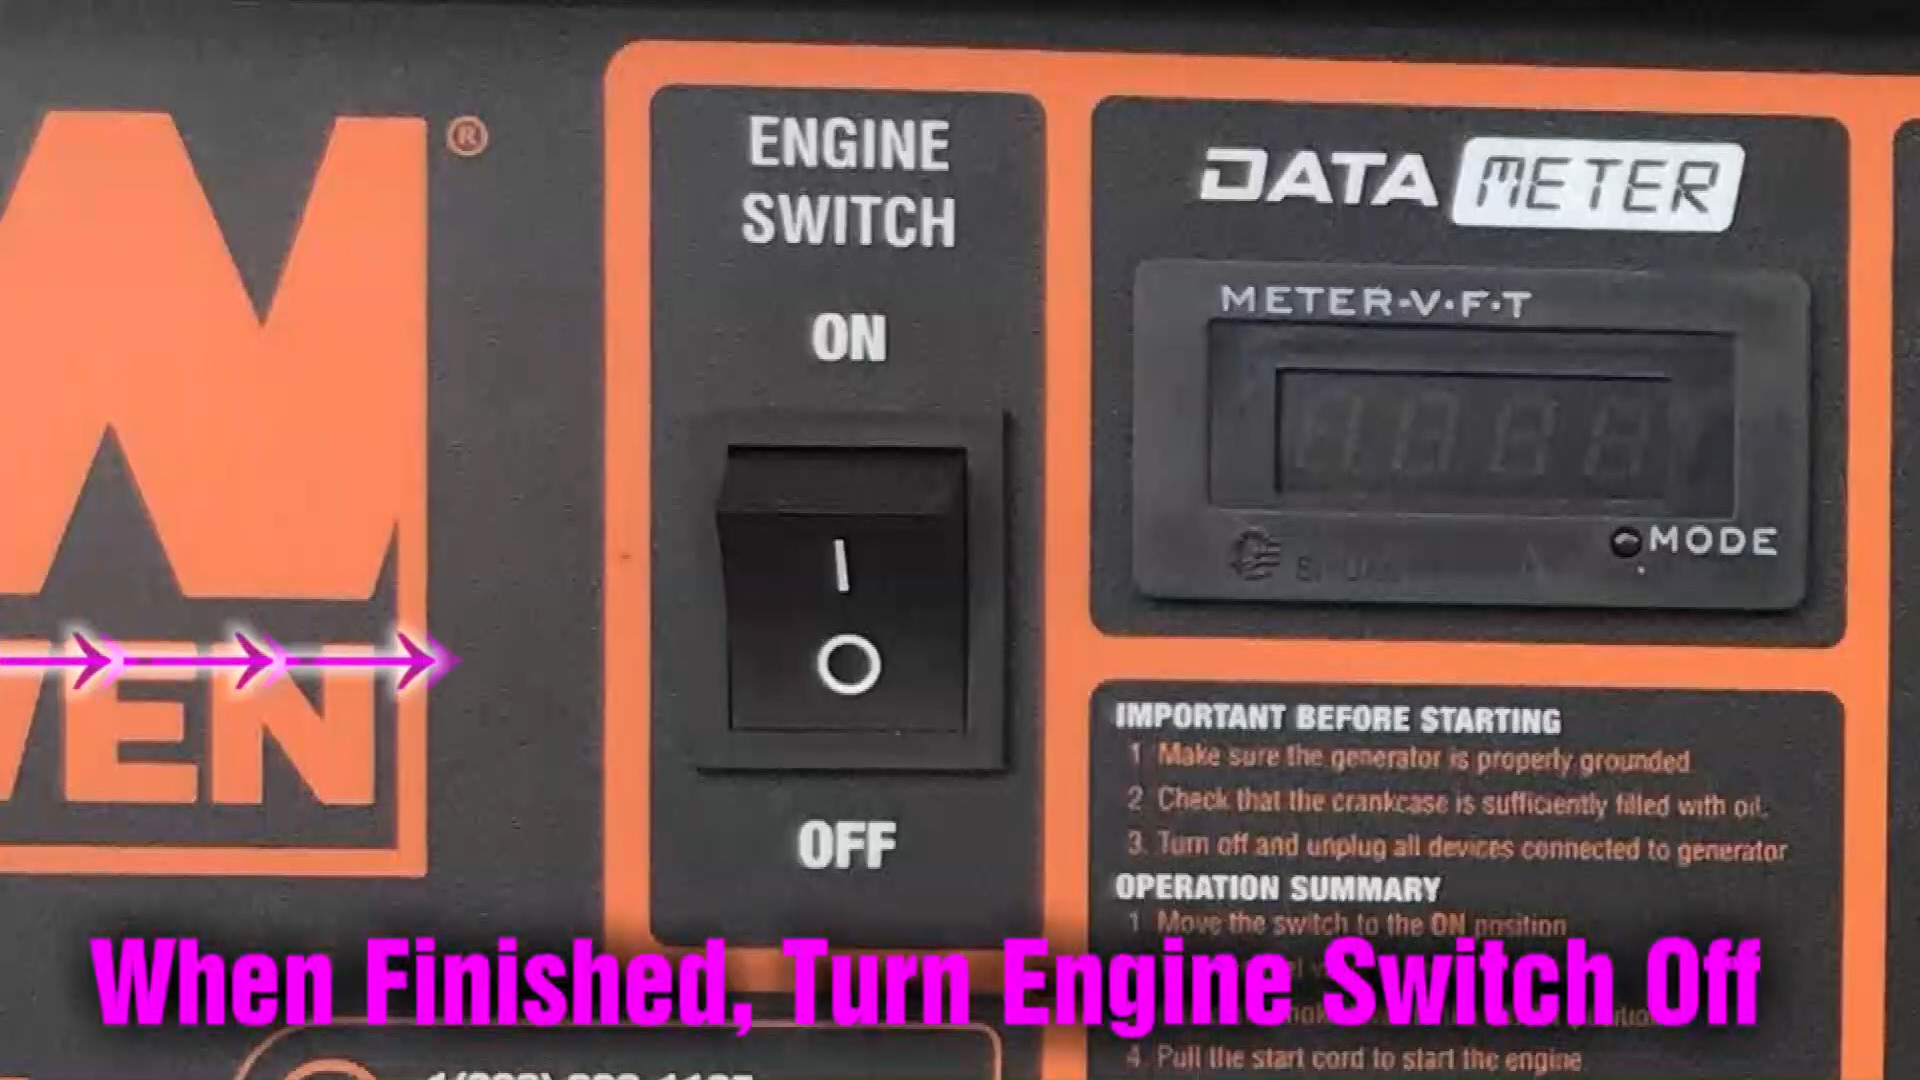 ®
VEN
ENGINE
SWITCH
ON
I
O
OFF
DATA METER
METER-V·F·T
MODE
IMPORTANT BEFORE STARTING
1 Make sure the generator is properly grounded
2 Check that the crankcase is sufficiently filled with oil.
3. Turn off and unplug all devices connected to generator
OPERATION SUMMARY
1 Move the switch to the ON position
When Finished, Turn Engine Switch Off
4 Pull the start cord to start the engine